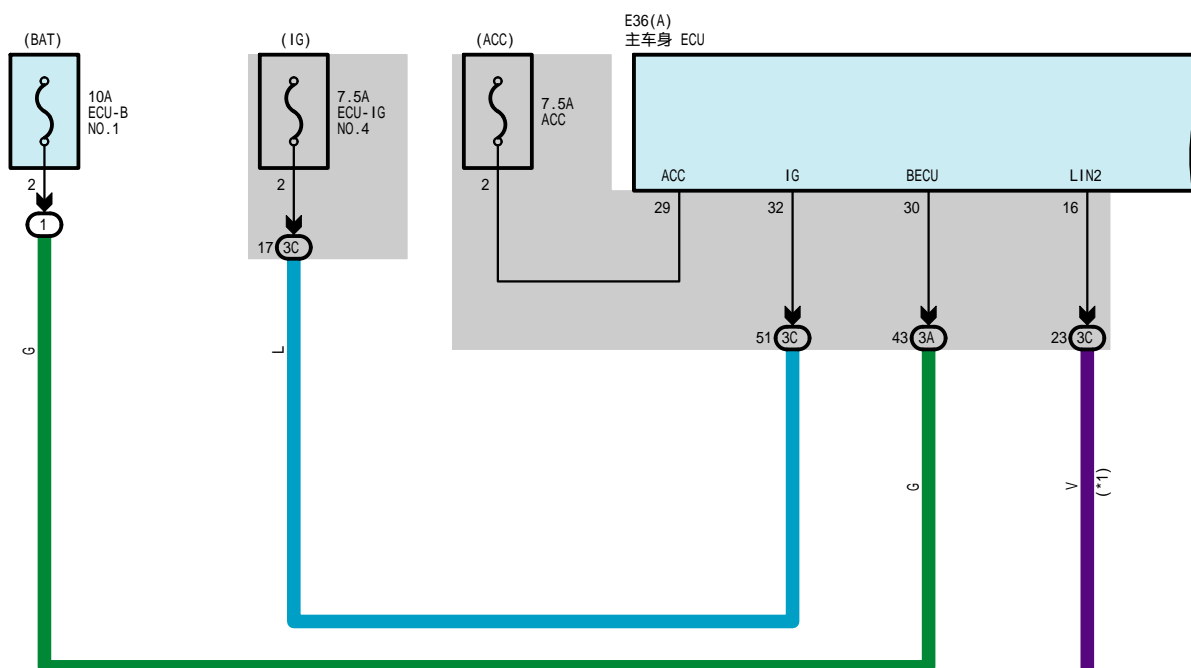 E36(A)
主车身 ECU
(BAT)
(IG)
(ACC)
10A
ECU-B
NO.1
7.5A
ECU-IG
NO.4
7.5A
ACC
ACC
IG
BECU
LIN2
2
2
2
29
32
30
16
1
17
3C
51
3C
43
3A
23
3C
G
L
G
V
(*1)